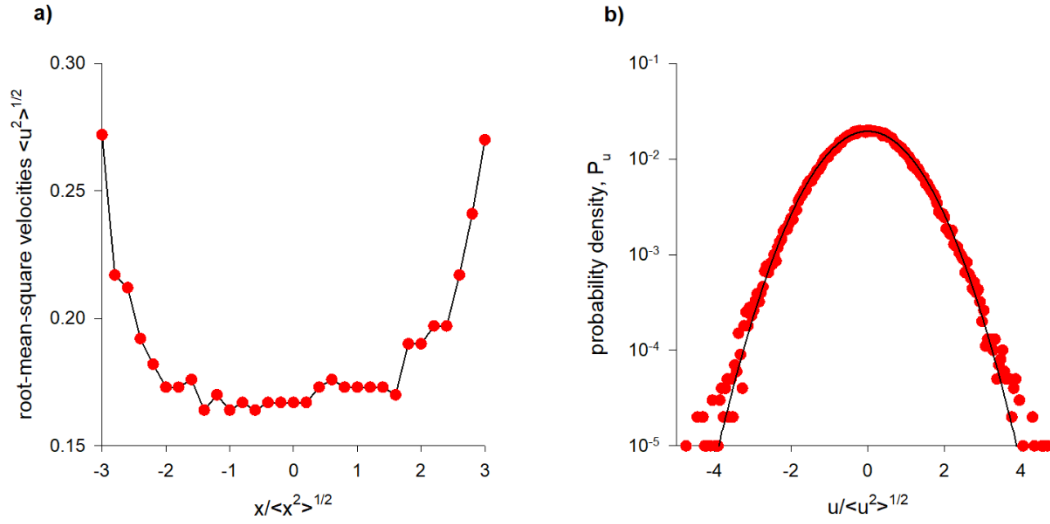 a)
root-mean-square velocities <u²>^1/2
0.30
0.25
0.20
0.15
-3 -2 -1 0 1 2 3
x/<x²>^1/2
b)
probability density, P_u
10^-1
10^-2
10^-3
10^-4
10^-5
-4 -2 0 2 4
u/<u²>^1/2